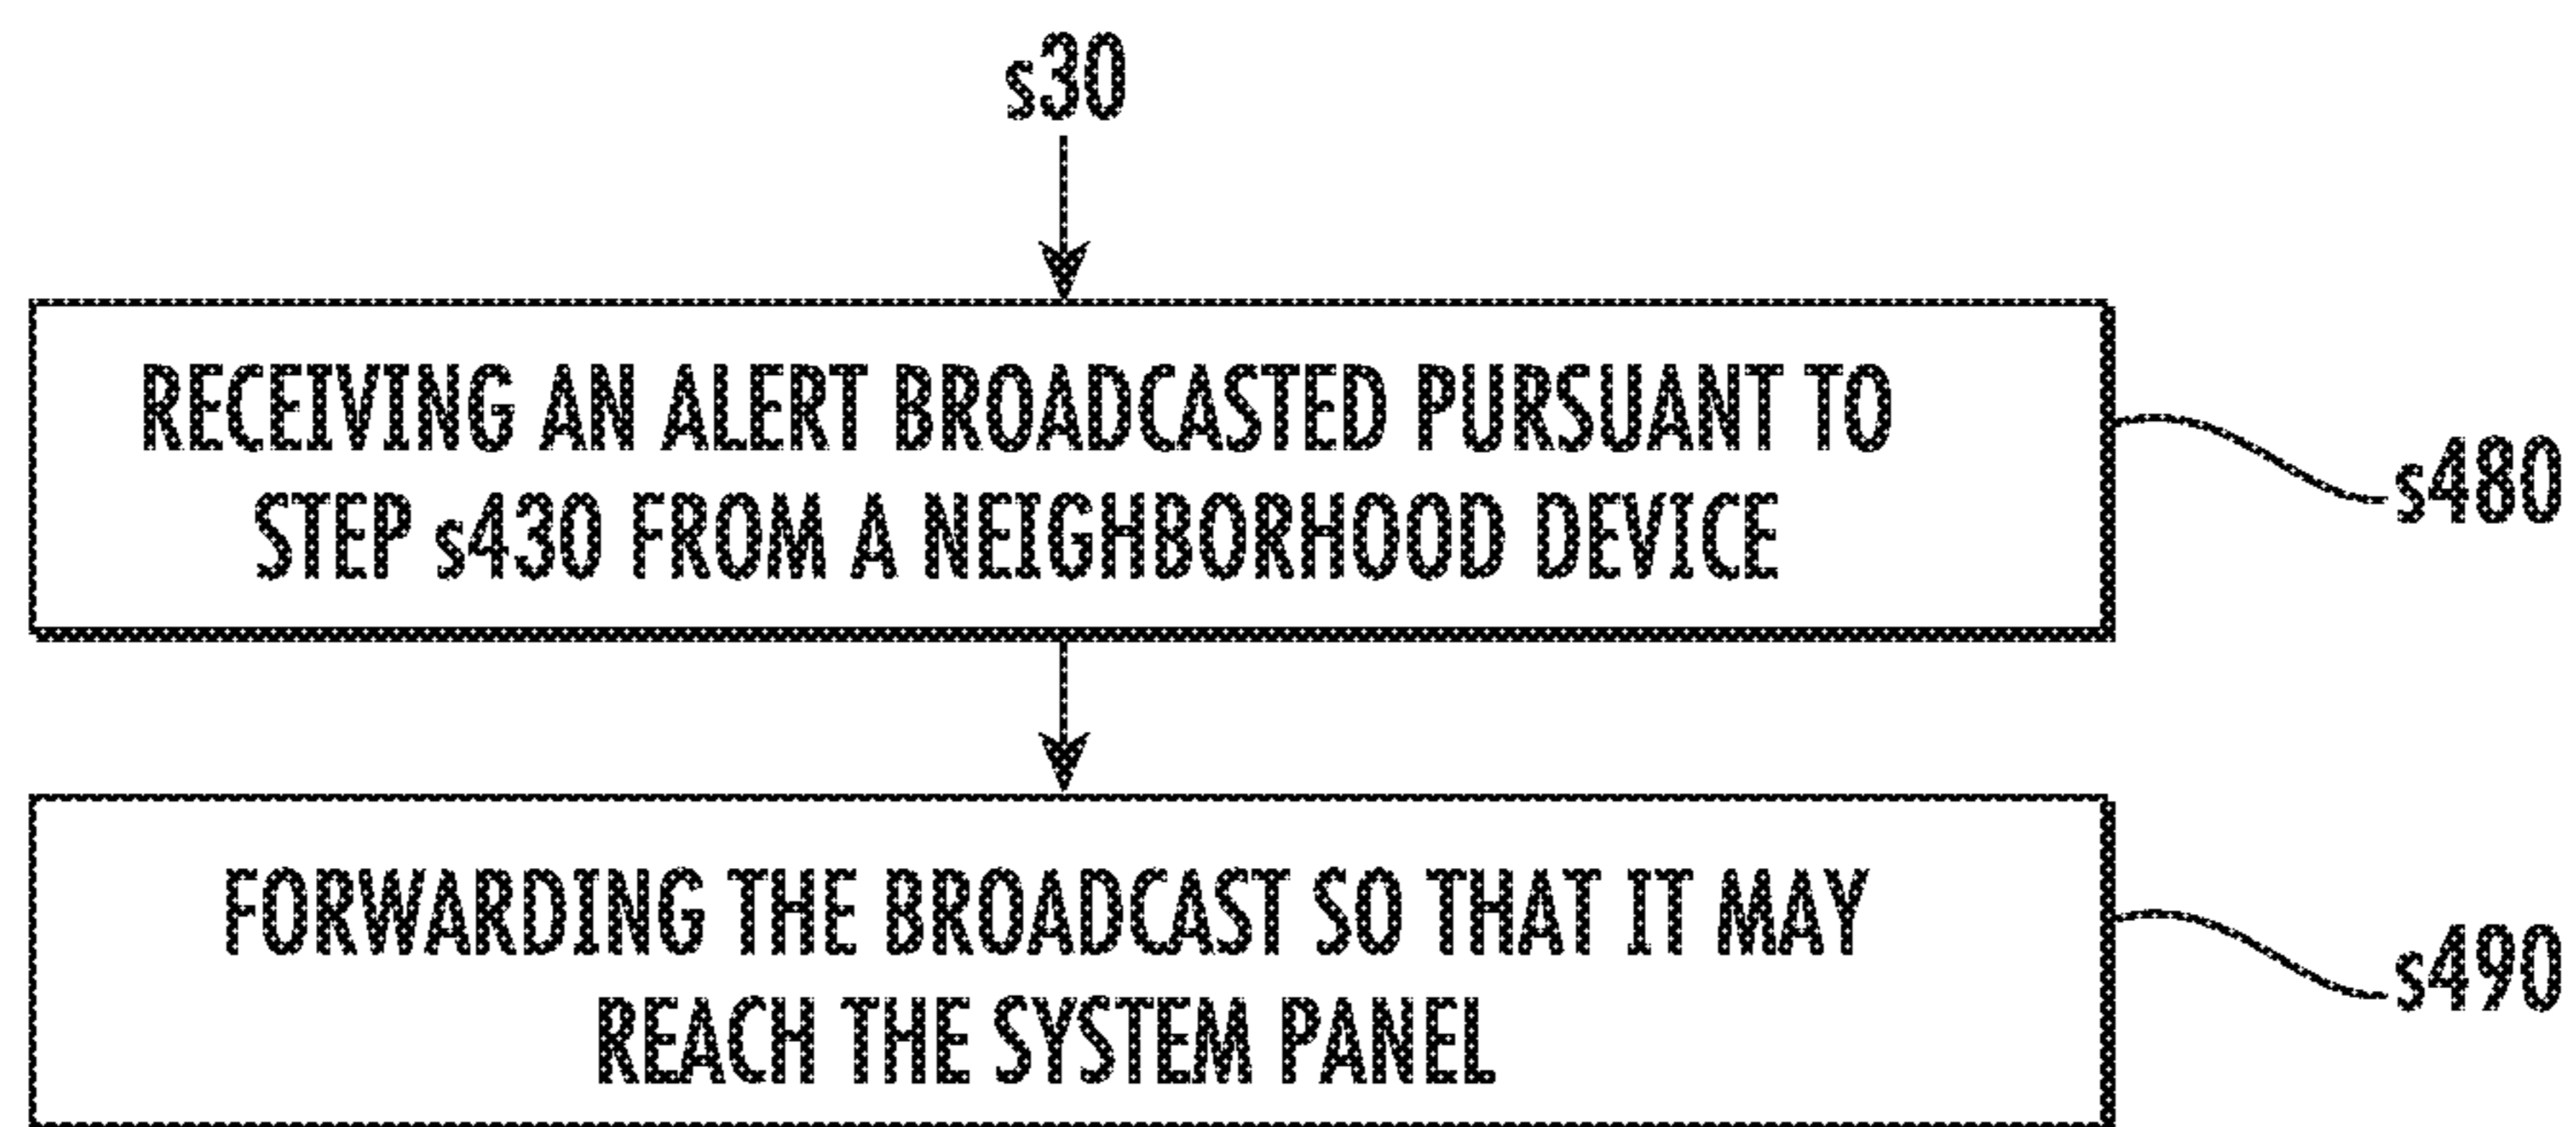 s30
RECEIVING AN ALERT BROADCASTED PURSUANT TO
STEP s430 FROM A NEIGHBORHOOD DEVICE
s480
FORWARDING THE BROADCAST SO THAT IT MAY
REACH THE SYSTEM PANEL
s490